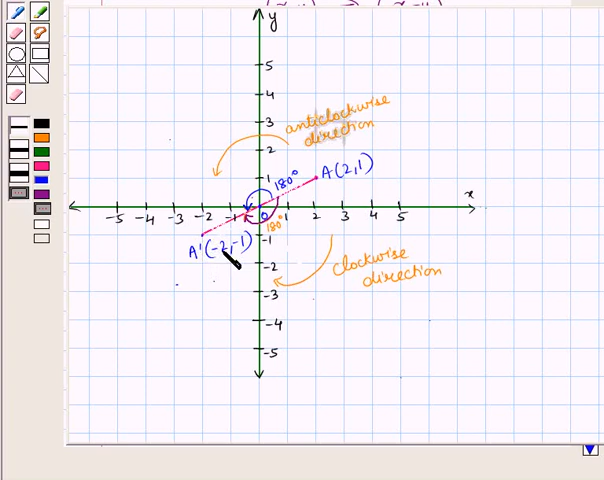 y
5
4
3
2
1
anticlockwise
direction
180°
A(2,1)
x
-5 -4 -3 -2 -1 0 1 2 3 4 5
180°
A'(-2,-1)
-1
-2
-3
-4
-5
clockwise
direction